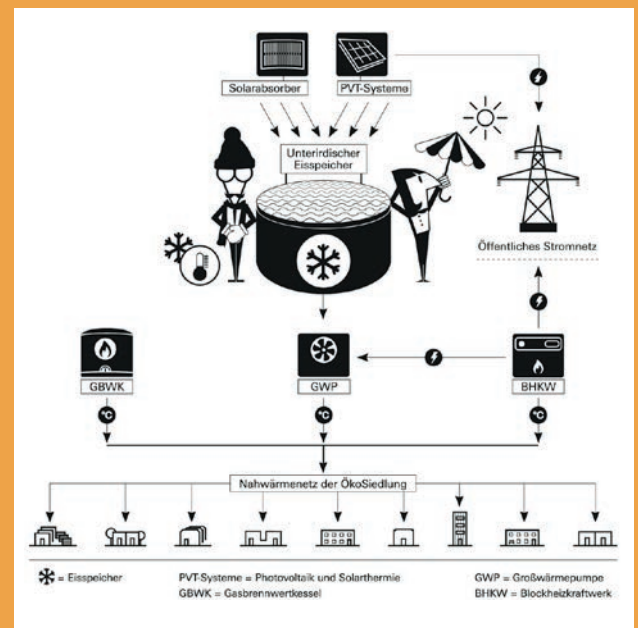 Solarabsorber
PVT-Systeme
Unterirdischer
Eisspeicher
Öffentliches Stromnetz
GBWK
GWP
BHKW
°C
°C
°C
Nahwärmenetz der ÖkoSiedlung
= Eisspeicher
PVT-Systeme = Photovoltaik und Solarthermie
GWP = Großwärmepumpe
GBWK = Gasbrennwertkessel
BHKW = Blockheizkraftwerk